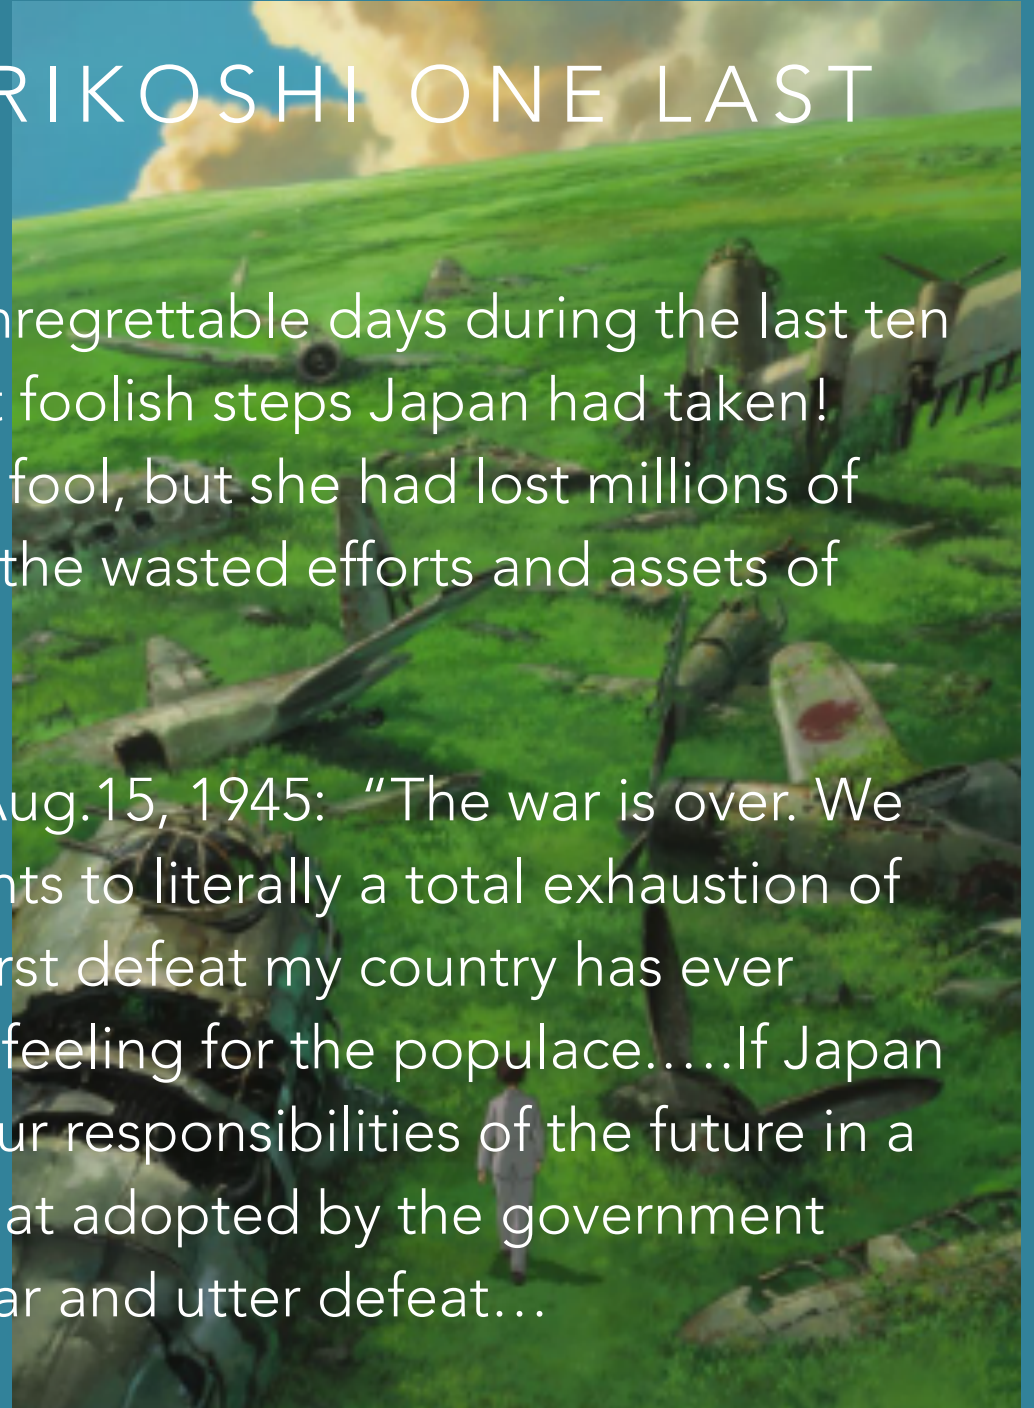 RIKOSHI ONE LAST
nregrettable days during the last ten
t foolish steps Japan had taken!
fool, but she had lost millions of
the wasted efforts and assets of
Aug.15, 1945:  “The war is over. We
nts to literally a total exhaustion of
rst defeat my country has ever
feeling for the populace…..If Japan
ur responsibilities of the future in a
at adopted by the government
ar and utter defeat…